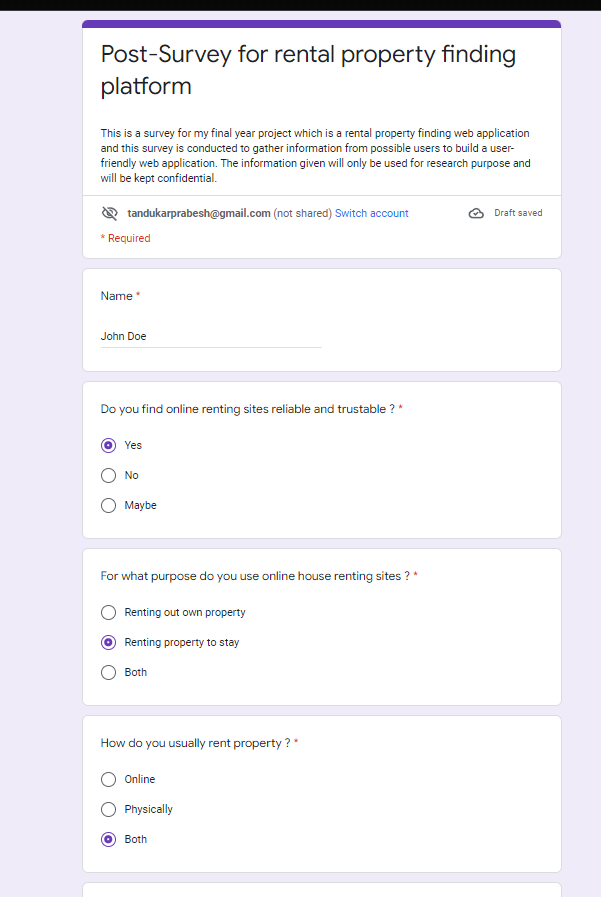 Post-Survey for rental property finding
platform
This is a survey for my final year project which is a rental property finding web application
and this survey is conducted to gather information from possible users to build a user-
friendly web application. The information given will only be used for research purpose and
will be kept confidential.
tandukarprabesh@gmail.com (not shared) Switch account
Draft saved
* Required
Name *
John Doe
Do you find online renting sites reliable and trustable ? *
Yes
No
Maybe
For what purpose do you use online house renting sites ? *
Renting out own property
Renting property to stay
Both
How do you usually rent property ? *
Online
Physically
Both